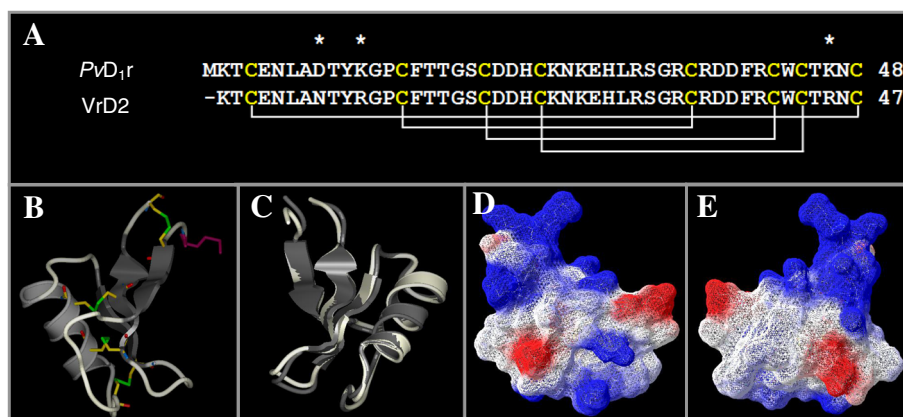 A
* * *
PvD₁r MKTCENLADTYKGPCFTTGSCDDHCKNKEHLRSGRCRDDFRCWCTKNC 48
VrD2 -KTCENLANTYRGPCFTTGSCDDHCKNKEHLRSGRCRDDFRCWCTRNC 47
B C D E